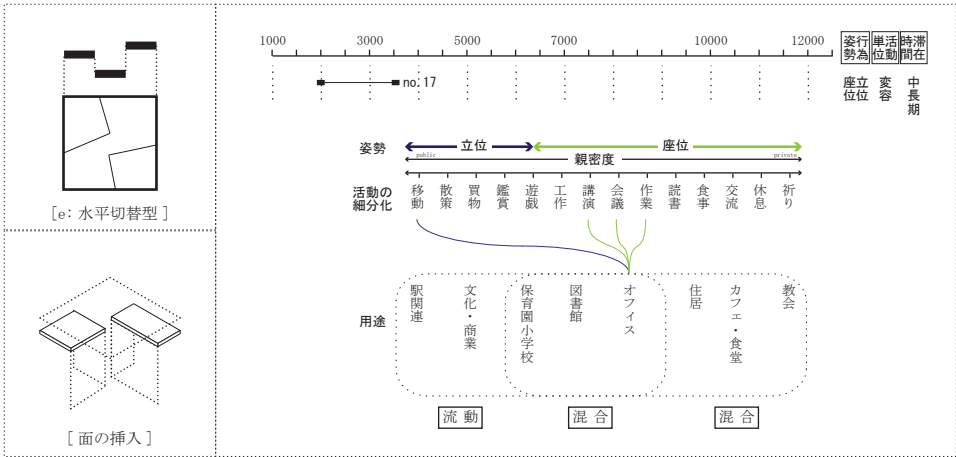 1000 3000 5000 7000 10000 12000
姿勢 行為 単位 活動 時間 滞在
no.17
座位 立位 変容 中長期
姿勢 立位 座位
public 親密度 private
活動の
細分化
移動 散策 買物 鑑賞 遊戯 工作 講演 会議 作業 読書 食事 交流 休息 祈り
用途
駅関連 文化・商業 保育園小学校 図書館 オフィス 住居 カフェ・食堂 教会
流動 混合 混合
[e: 水平切替型]
[面の挿入]